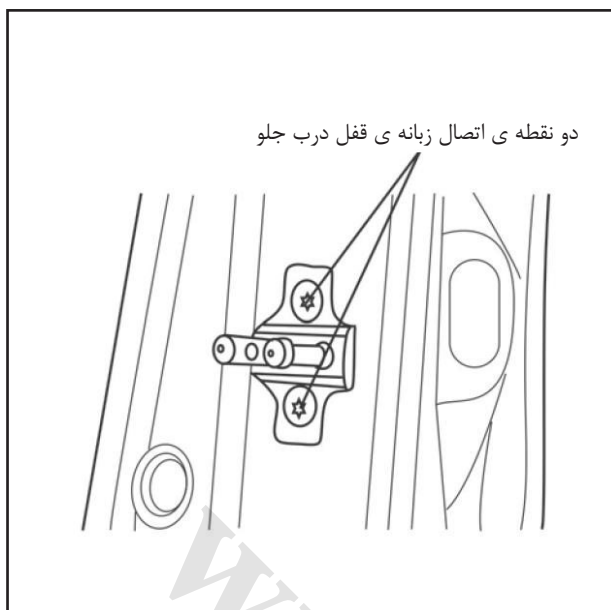 دو نقطه ی اتصال زبانه ی قفل درب جلو